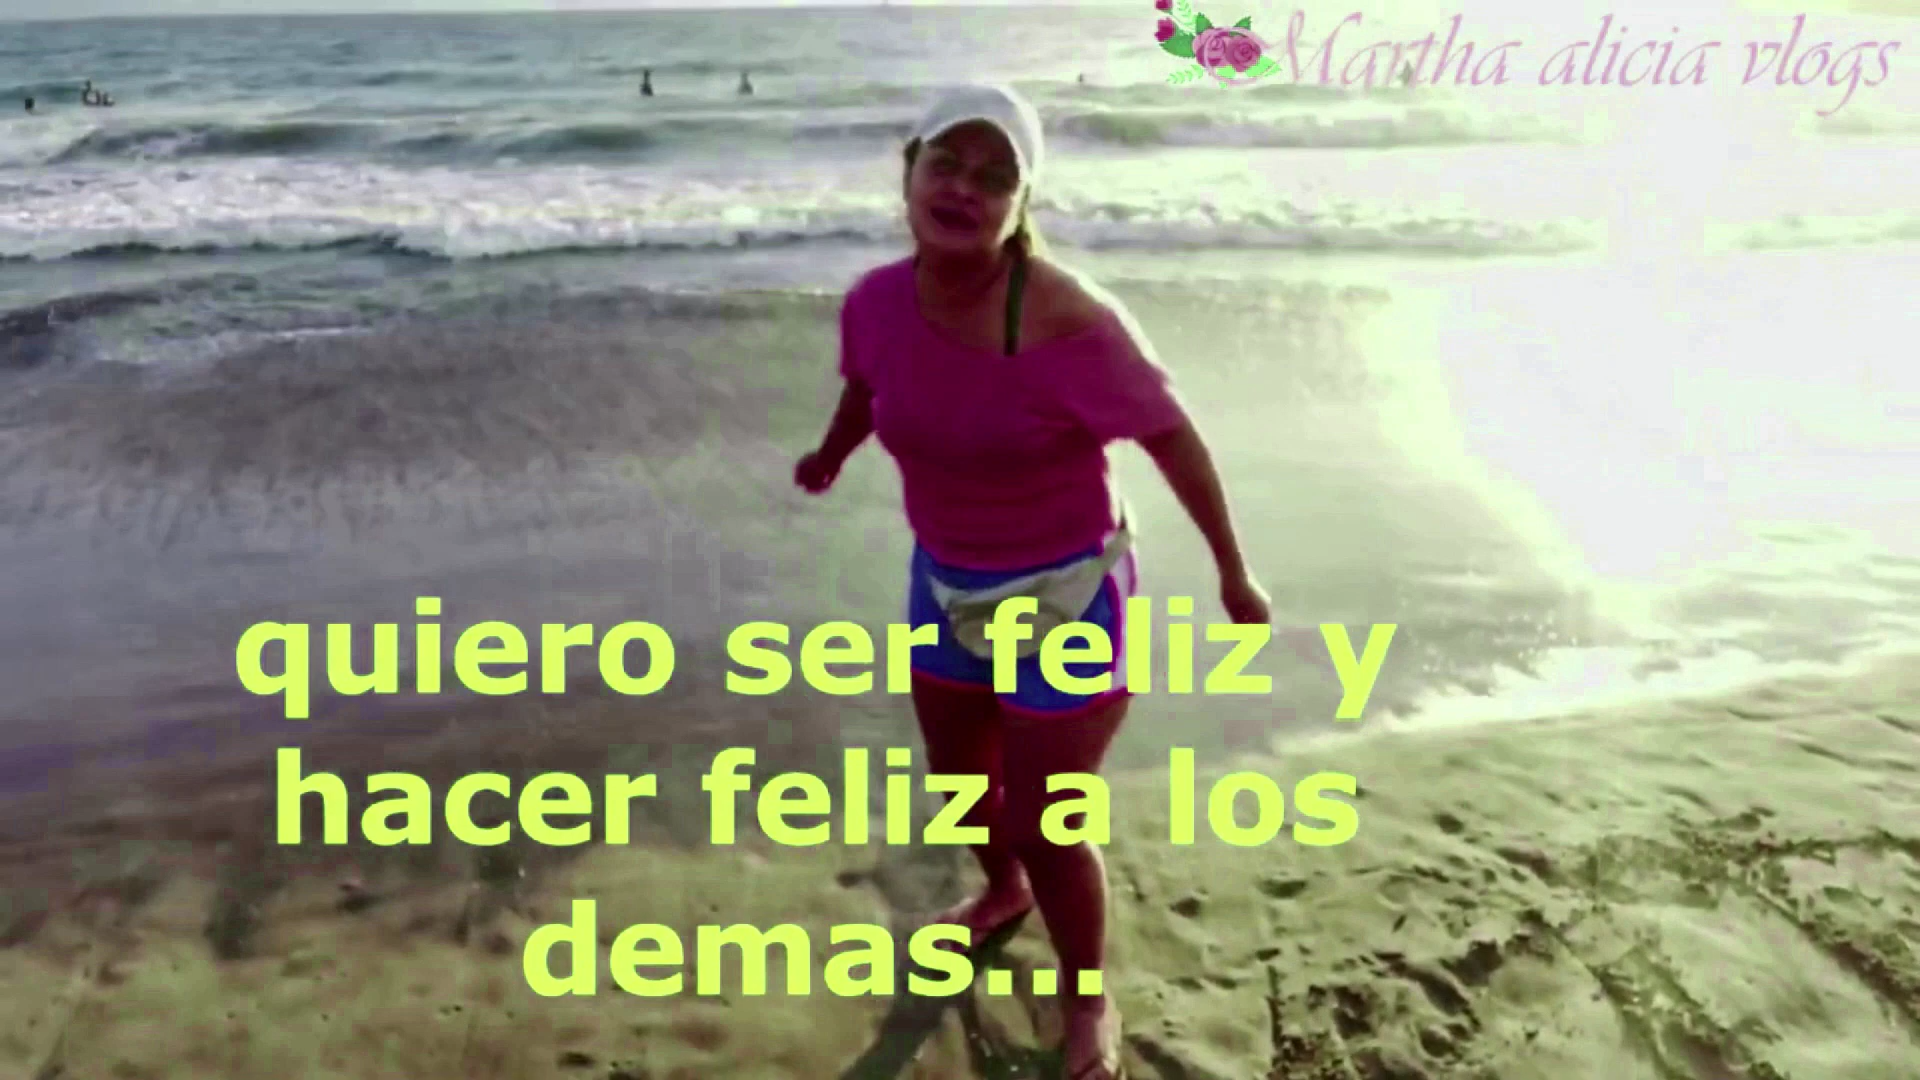 Martha alicia vlogs
quiero ser feliz y
hacer feliz a los
demas...